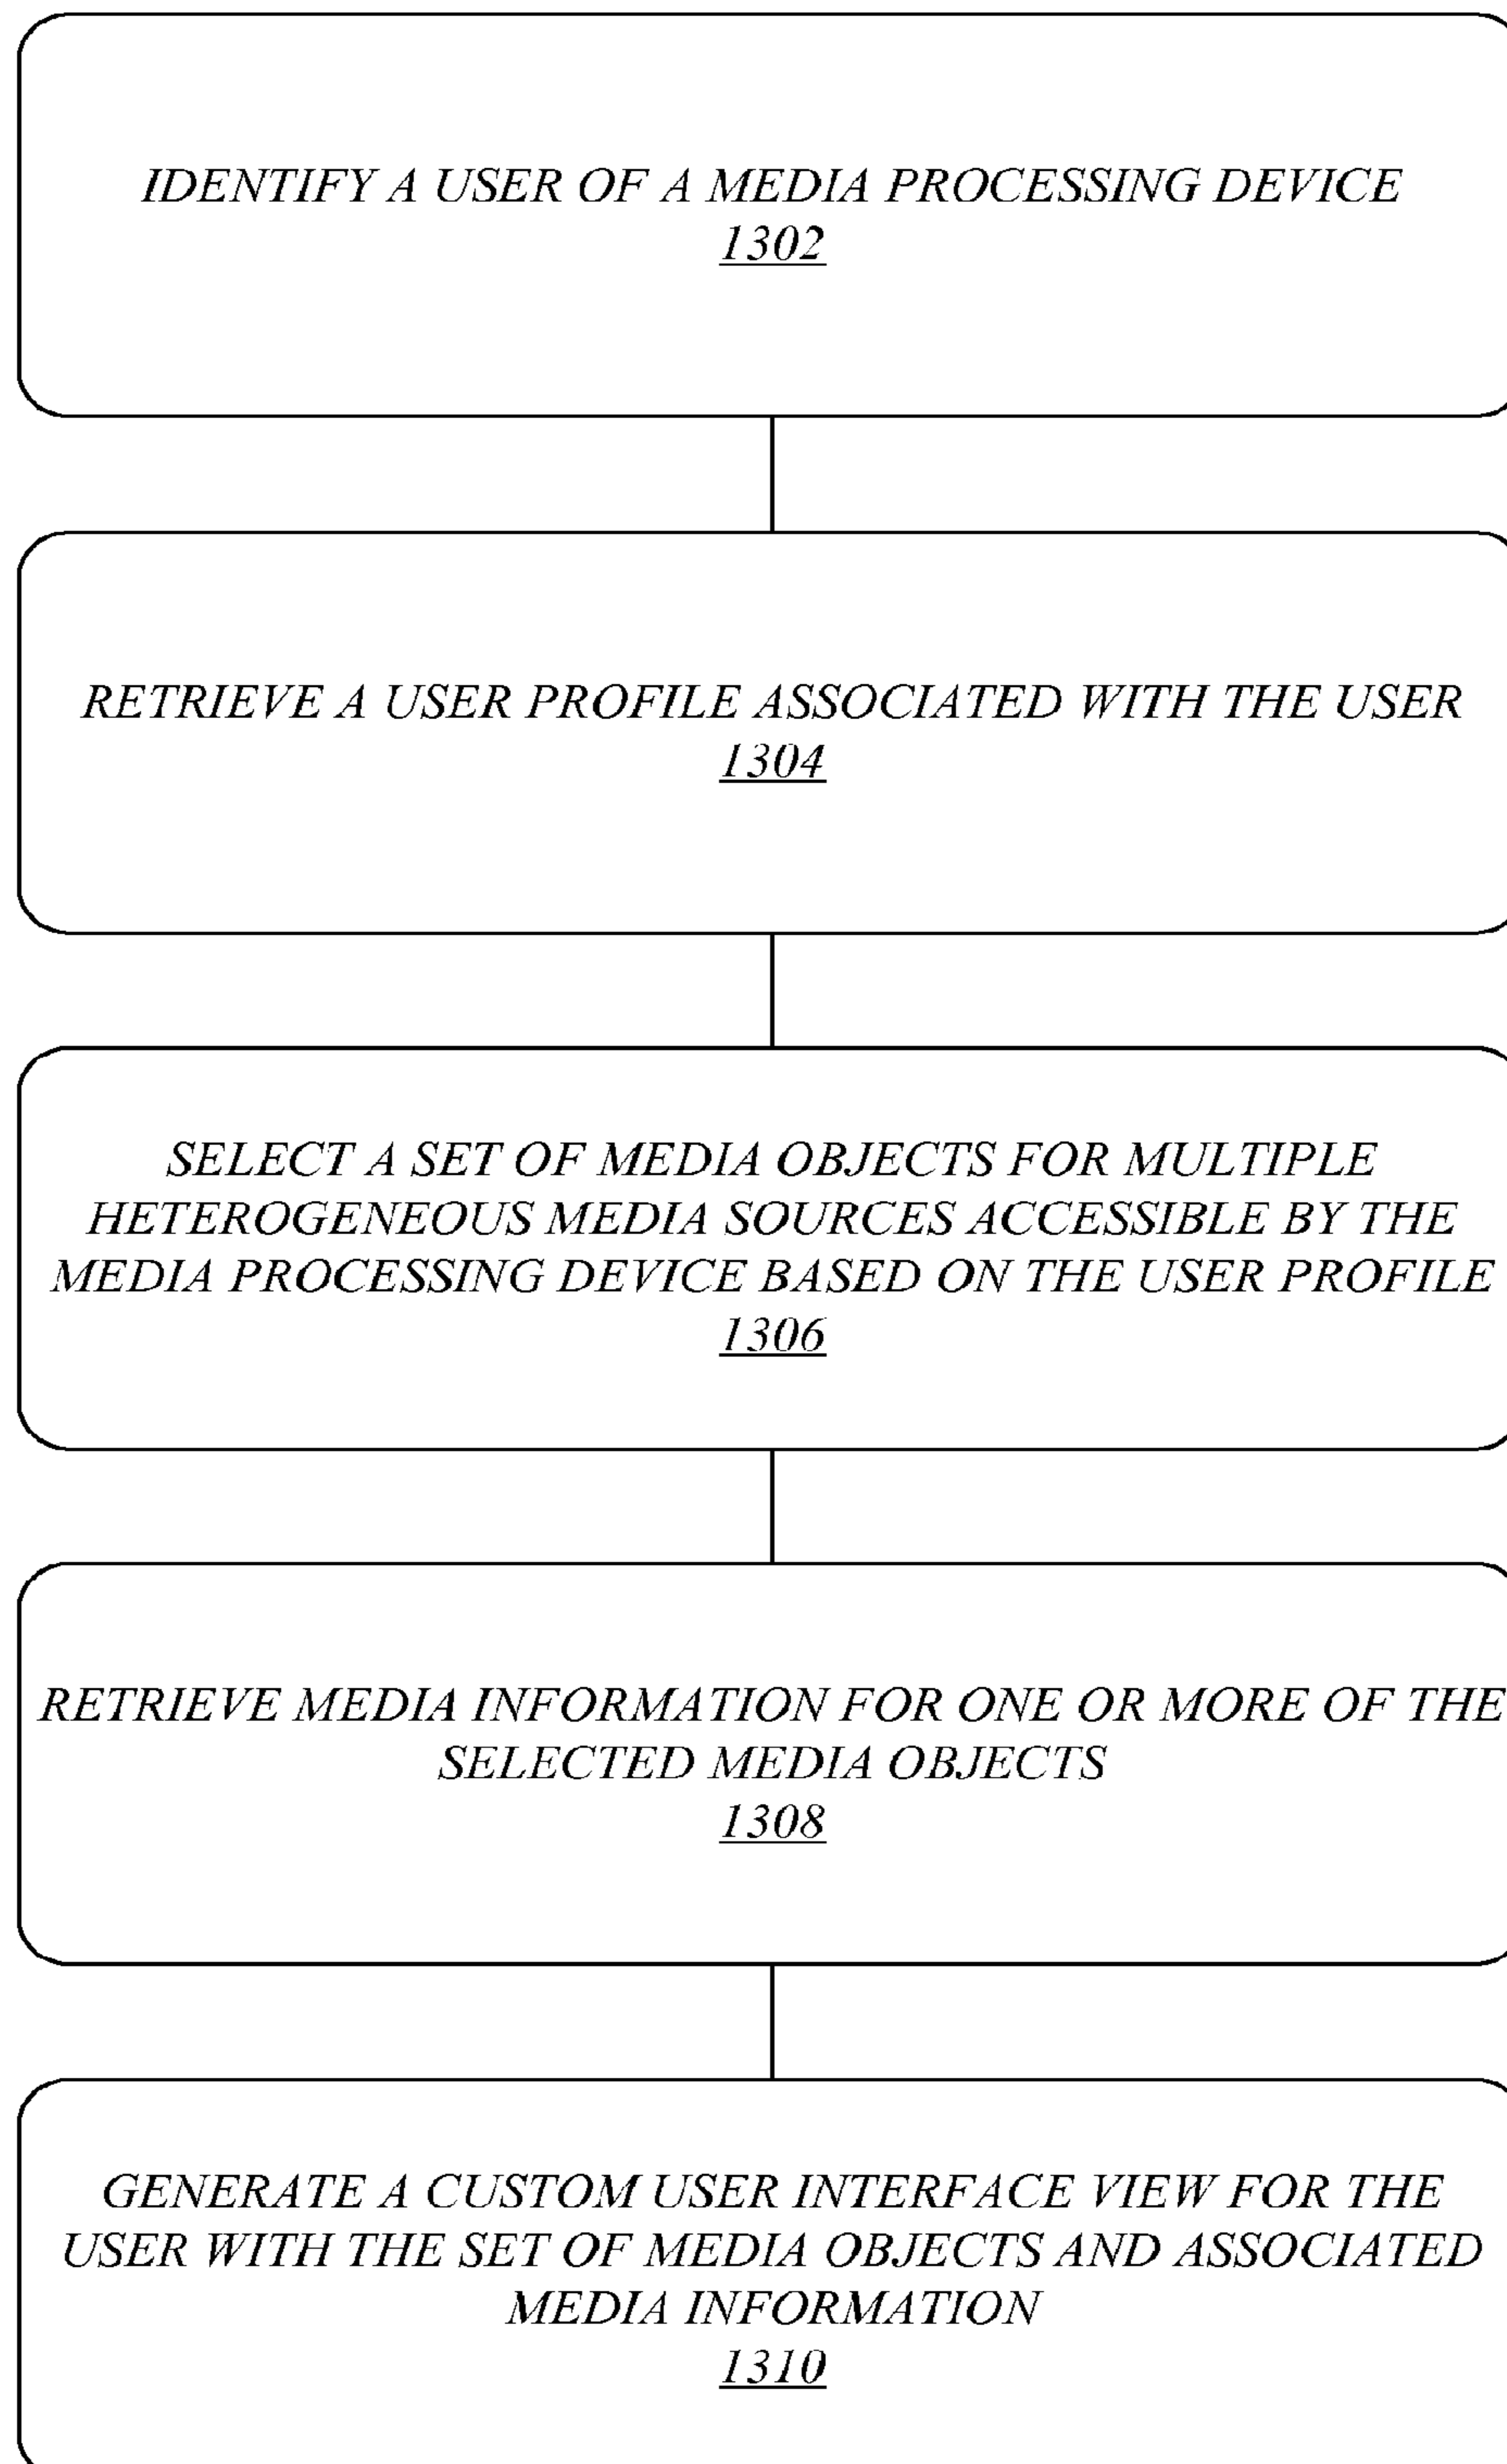 IDENTIFY A USER OF A MEDIA PROCESSING DEVICE
1302
RETRIEVE A USER PROFILE ASSOCIATED WITH THE USER
1304
SELECT A SET OF MEDIA OBJECTS FOR MULTIPLE
HETEROGENEOUS MEDIA SOURCES ACCESSIBLE BY THE
MEDIA PROCESSING DEVICE BASED ON THE USER PROFILE
1306
RETRIEVE MEDIA INFORMATION FOR ONE OR MORE OF THE
SELECTED MEDIA OBJECTS
1308
GENERATE A CUSTOM USER INTERFACE VIEW FOR THE
USER WITH THE SET OF MEDIA OBJECTS AND ASSOCIATED
MEDIA INFORMATION
1310